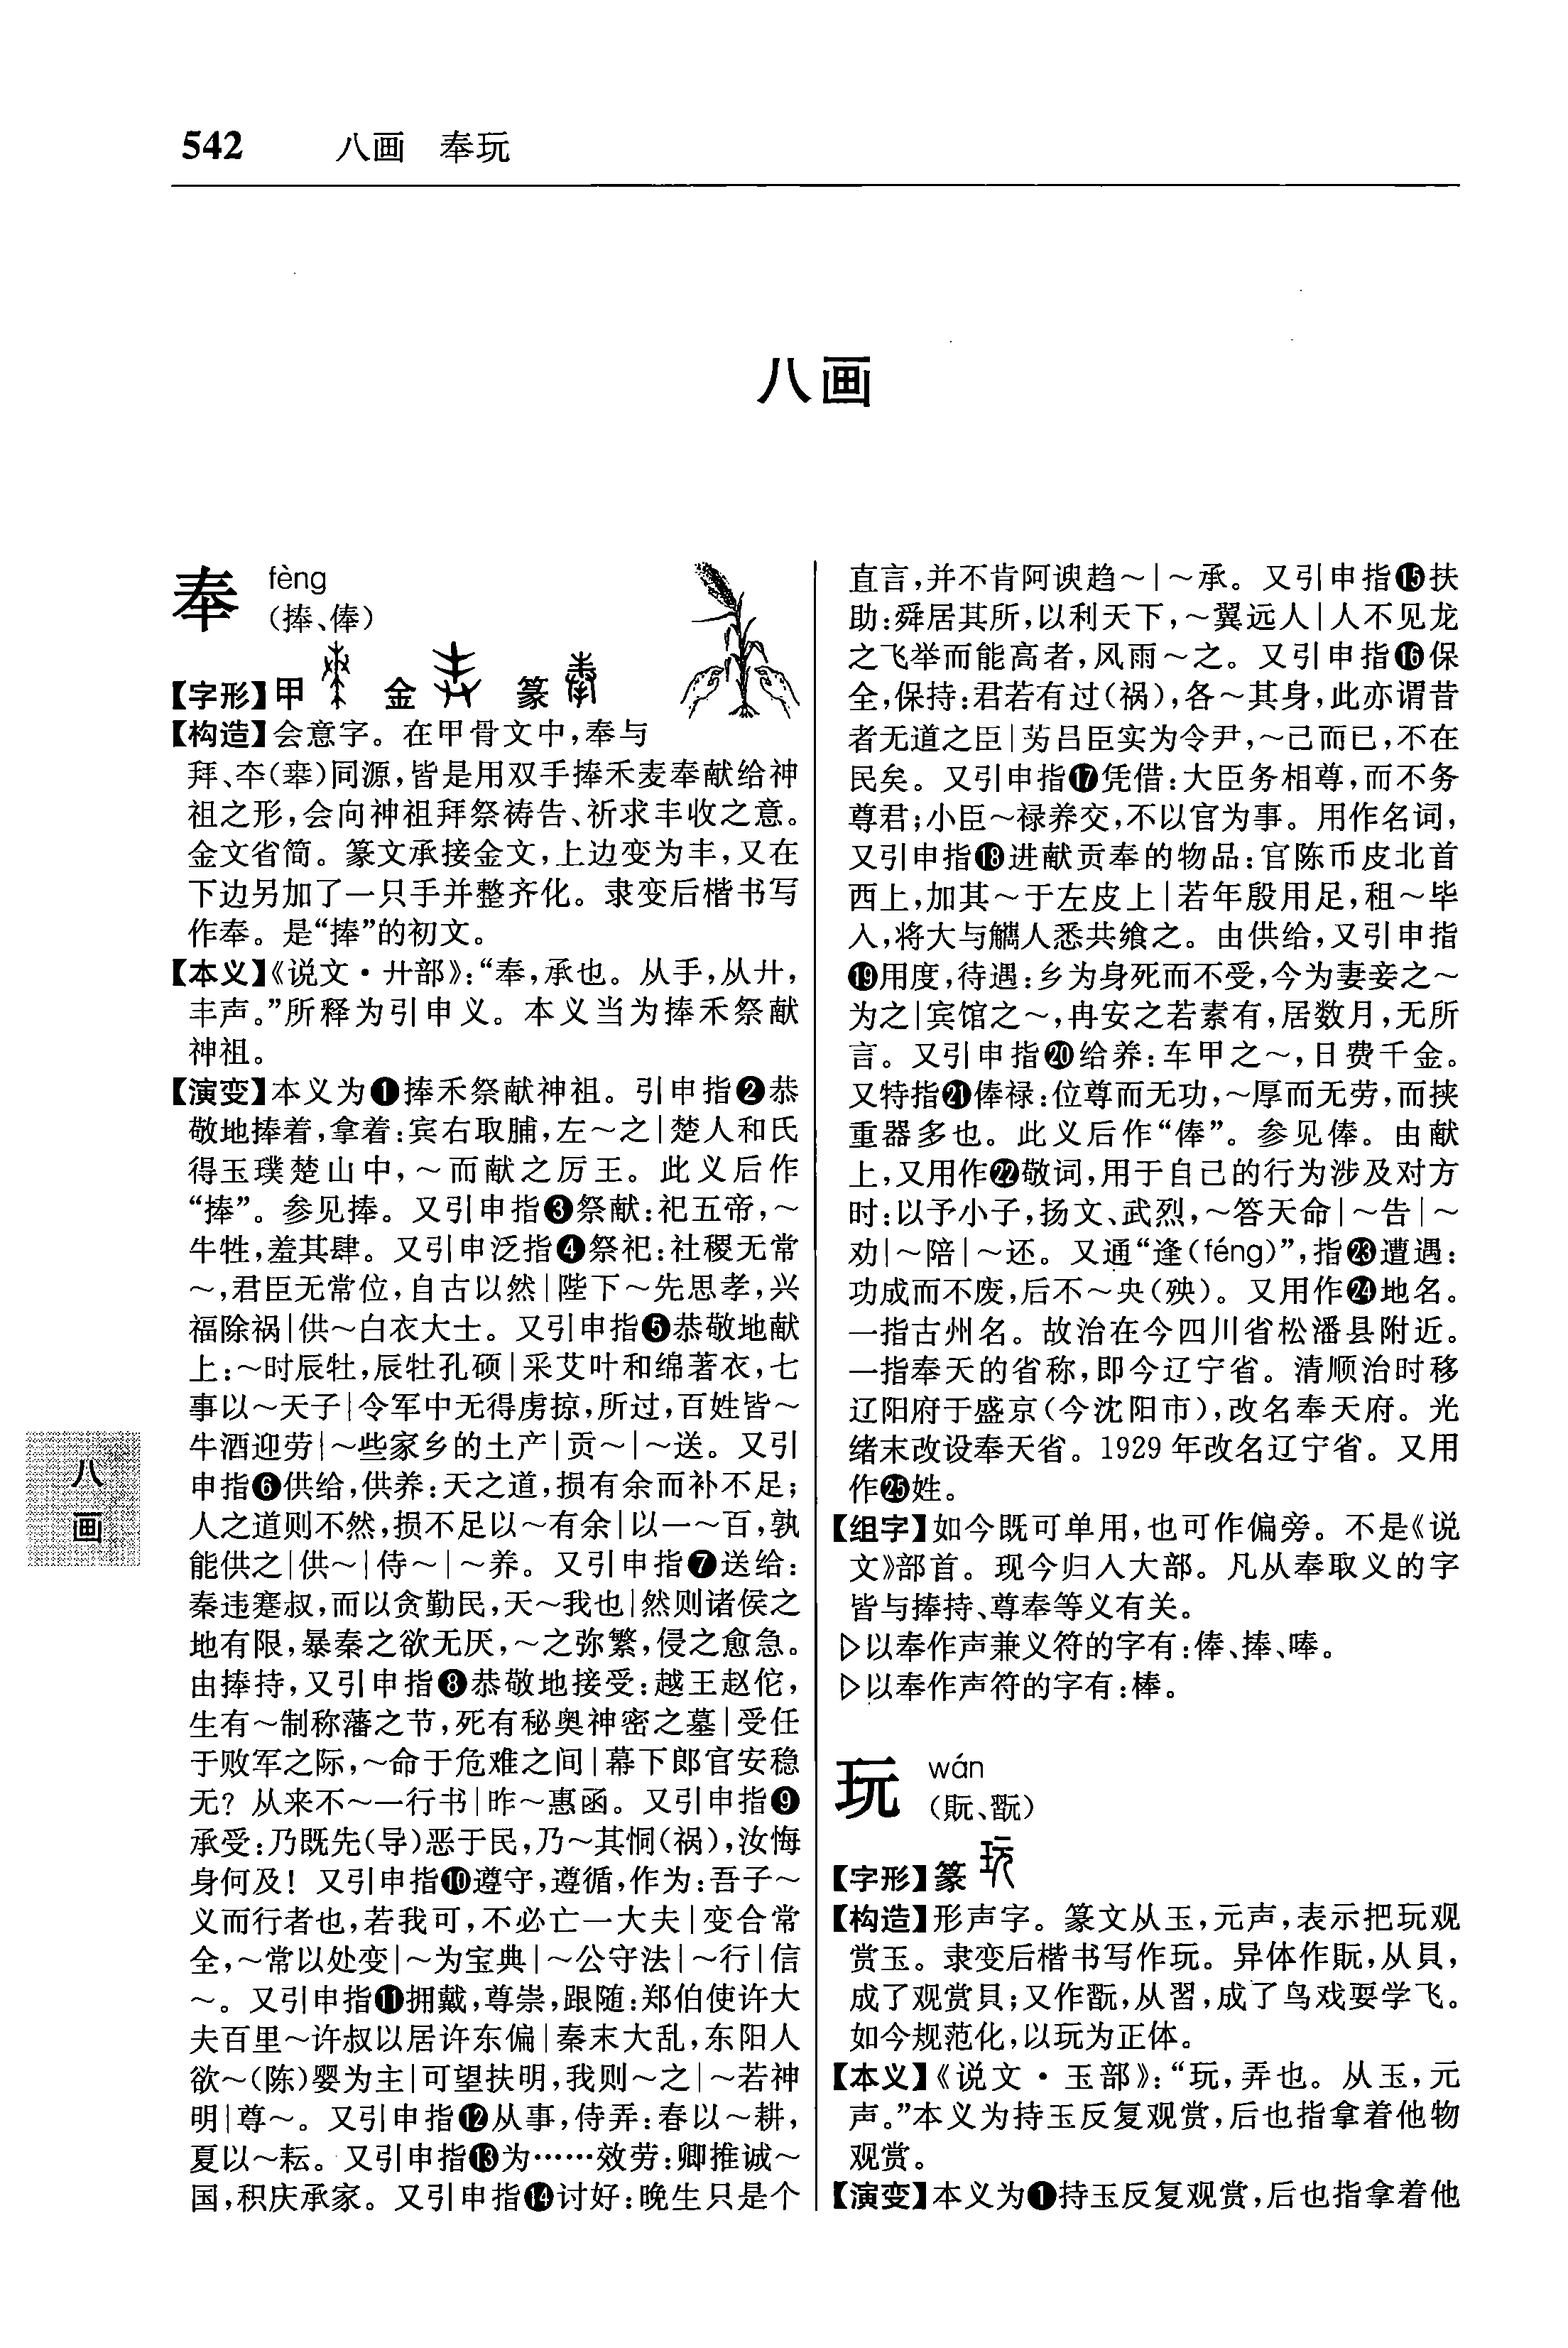 542 八画 奉玩
八画
奉 fèng
(捧、俸)
【字形】甲 金 篆
【构造】会意字。在甲骨文中,奉与
拜、𠦪(㚔)同源,皆是用双手捧禾麦奉献给神
祖之形,会向神祖拜祭祷告、祈求丰收之意。
金文省简。篆文承接金文,上边变为丰,又在
下边另加了一只手并整齐化。隶变后楷书写
作奉。是“捧”的初文。
【本义】《说文·廾部》:“奉,承也。从手,从廾,
丰声。”所释为引申义。本义当为捧禾祭献
神祖。
【演变】本义为❶捧禾祭献神祖。引申指❷恭
敬地捧着,拿着:宾右取脯,左～之|楚人和氏
得玉璞楚山中,～而献之厉王。此义后作
“捧”。参见捧。又引申指❸祭献:祀五帝,～
牛牲,羞其肆。又引申泛指❹祭祀:社稷无常
～,君臣无常位,自古以然|陛下～先思孝,兴
福除祸|供～白衣大士。又引申指❺恭敬地献
上:～时辰牡,辰牡孔硕|采艾叶和绵著衣,七
事以～天子|令军中无得虏掠,所过,百姓皆～
牛酒迎劳|～些家乡的土产|贡～|～送。又引
申指❻供给,供养:天之道,损有余而补不足;
人之道则不然,损不足以～有余|以一～百,孰
能供之|供～|侍～|～养。又引申指❼送给:
秦违蹇叔,而以贪勤民,天～我也|然则诸侯之
地有限,暴秦之欲无厌,～之弥繁,侵之愈急。
由捧持,又引申指❽恭敬地接受:越王赵佗,
生有～制称藩之节,死有秘奥神密之墓|受任
于败军之际,～命于危难之间|幕下郎官安稳
无?从来不～一行书|昨～惠函。又引申指❾
承受:乃既先(导)恶于民,乃～其恫(祸),汝悔
身何及!又引申指❿遵守,遵循,作为:吾子～
义而行者也,若我可,不必亡一大夫|变合常
全,～常以处变|～为宝典|～公守法|～行|信
～。又引申指⓫拥戴,尊崇,跟随:郑伯使许大
夫百里～许叔以居许东偏|秦末大乱,东阳人
欲～(陈)婴为主|可望扶明,我则～之|～若神
明|尊～。又引申指⓬从事,侍弄:春以～耕,
夏以～耘。又引申指⓭为……效劳:卿推诚～
国,积庆承家。又引申指⓮讨好:晚生只是个
直言,并不肯阿谀趋～|～承。又引申指⓯扶
助:舜居其所,以利天下,～翼远人|人不见龙
之飞举而能高者,风雨～之。又引申指⓰保
全,保持:君若有过(祸),各～其身,此亦谓昔
者无道之臣|芴吕臣实为令尹,～己而已,不在
民矣。又引申指⓱凭借:大臣务相尊,而不务
尊君;小臣～禄养交,不以官为事。用作名词,
又引申指⓲进献贡奉的物品:官陈币皮北首
西上,加其～于左皮上|若年殷用足,租～毕
入,将大与觹人悉共飨之。由供给,又引申指
⓳用度,待遇:乡为身死而不受,今为妻妾之～
为之|宾馆之～,冉安之若素有,居数月,无所
言。又引申指⓴给养:车甲之～,日费千金。
又特指㉑俸禄:位尊而无功,～厚而无劳,而挟
重器多也。此义后作“俸”。参见俸。由献
上,又用作㉒敬词,用于自己的行为涉及对方
时:以予小子,扬文、武烈,～答天命|～告|～
劝|～陪|～还。又通“逢(féng)”,指㉓遭遇:
功成而不废,后不～央(殃)。又用作㉔地名。
一指古州名。故治在今四川省松潘县附近。
一指奉天的省称,即今辽宁省。清顺治时移
辽阳府于盛京(今沈阳市),改名奉天府。光
绪末改设奉天省。1929年改名辽宁省。又用
作㉕姓。
【组字】如今既可单用,也可作偏旁。不是《说
文》部首。现今归入大部。凡从奉取义的字
皆与捧持、尊奉等义有关。
▷以奉作声兼义符的字有:俸、捧、唪。
▷以奉作声符的字有:棒。
玩 wán
(貦、翫)
【字形】篆
【构造】形声字。篆文从玉,元声,表示把玩观
赏玉。隶变后楷书写作玩。异体作貦,从貝,
成了观赏貝;又作翫,从習,成了鸟戏耍学飞。
如今规范化,以玩为正体。
【本义】《说文·玉部》:“玩,弄也。从玉,元
声。”本义为持玉反复观赏,后也指拿着他物
观赏。
【演变】本义为❶持玉反复观赏,后也指拿着他
八
画